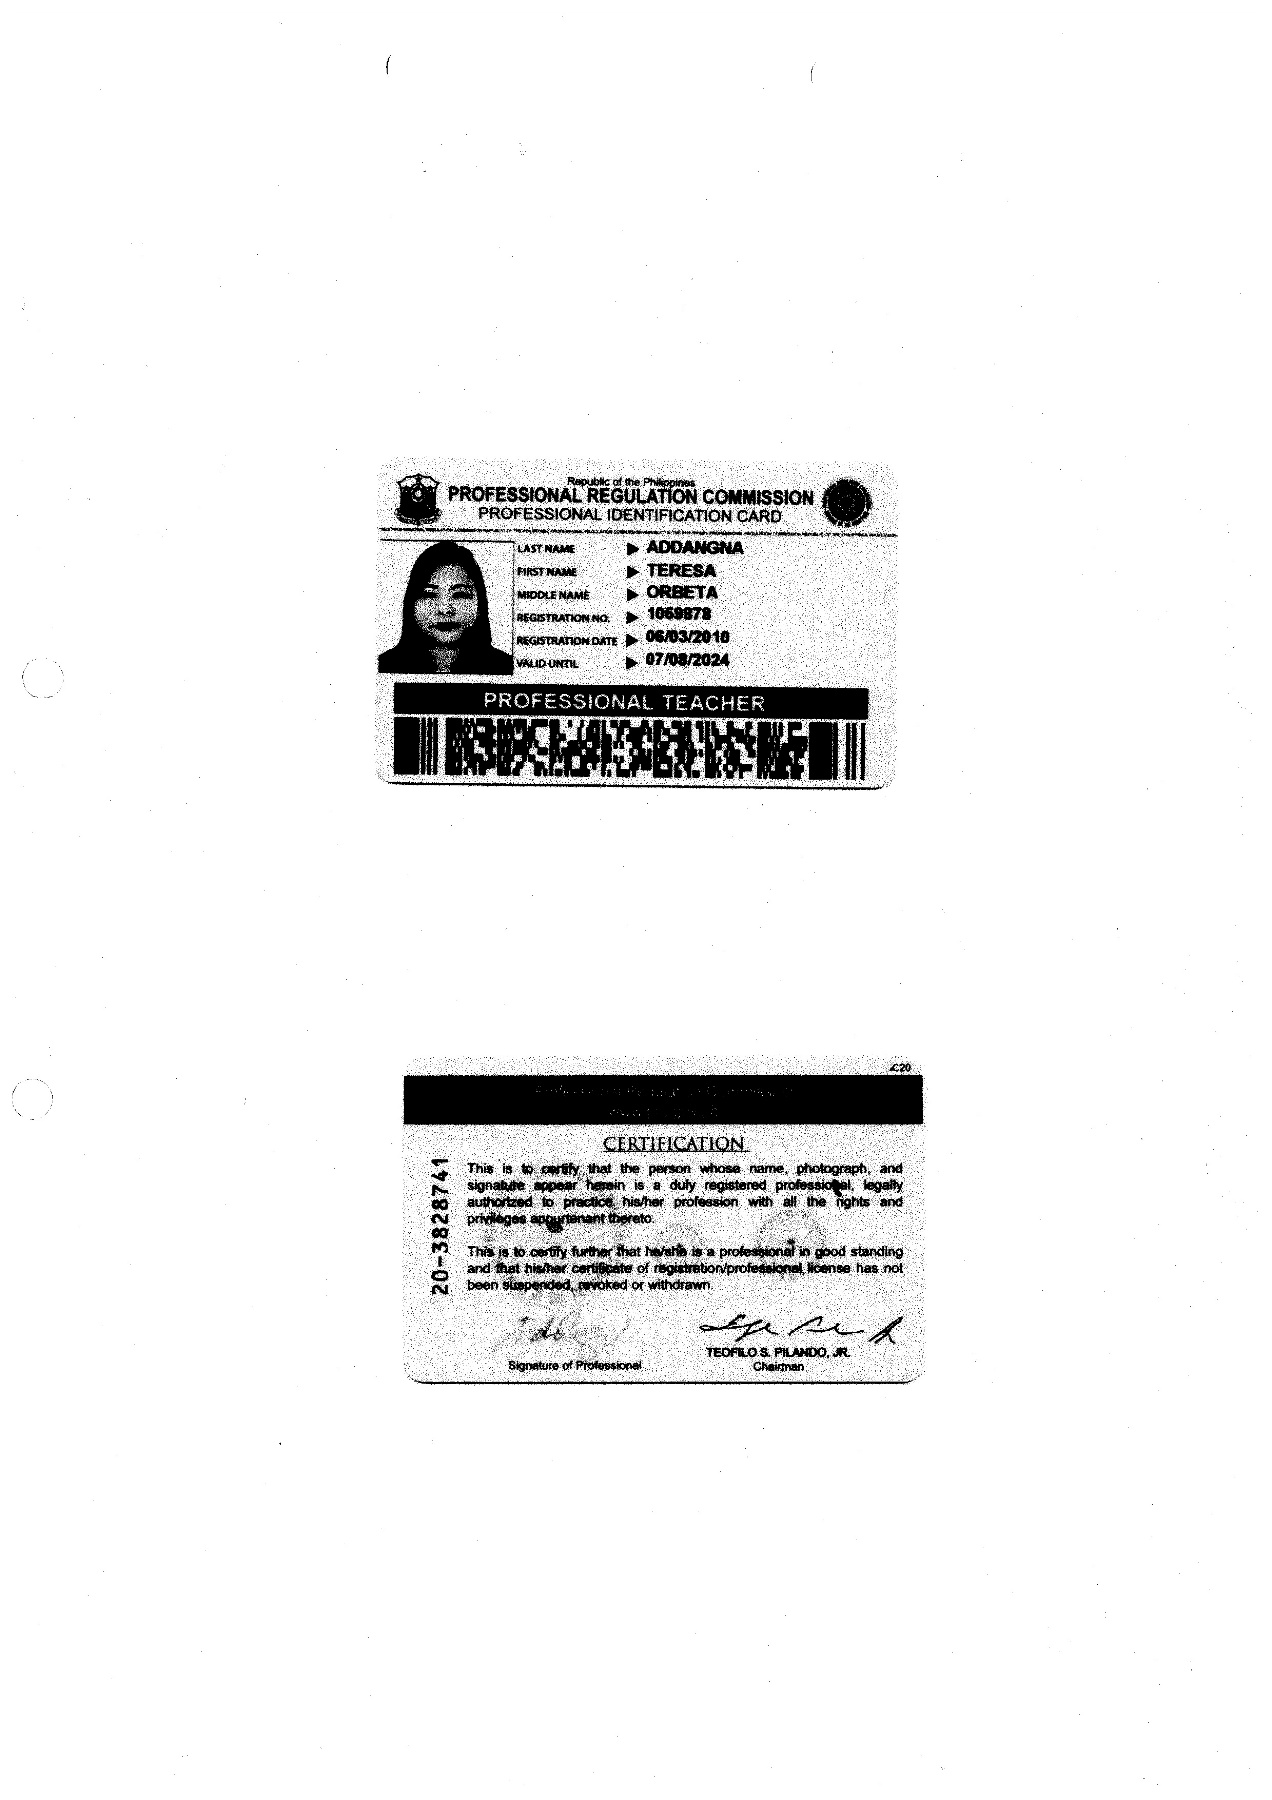 Republic of the Philippines
PROFESSIONAL REGULATION COMMISSION
PROFESSIONAL IDENTIFICATION CARD
LAST NAME ▶ ADDANGNA
FIRST NAME ▶ TERESA
MIDDLE NAME ▶ ORBETA
REGISTRATION NO. ▶ 1069878
REGISTRATION DATE ▶ 06/03/2010
VALID UNTIL ▶ 07/08/2024
PROFESSIONAL TEACHER
CERTIFICATION
This is to certify that the person whose name, photograph, and
signature appear herein is a duly registered professional, legally
authorized to practice his/her profession with all the rights and
privileges appurtenant thereto.
This is to certify further that he/she is a professional in good standing
and that his/her certificate of registration/professional license has not
been suspended, revoked or withdrawn.
20-3828741
TEOFILO S. PILANDO, JR.
Signature of Professional
Chairman